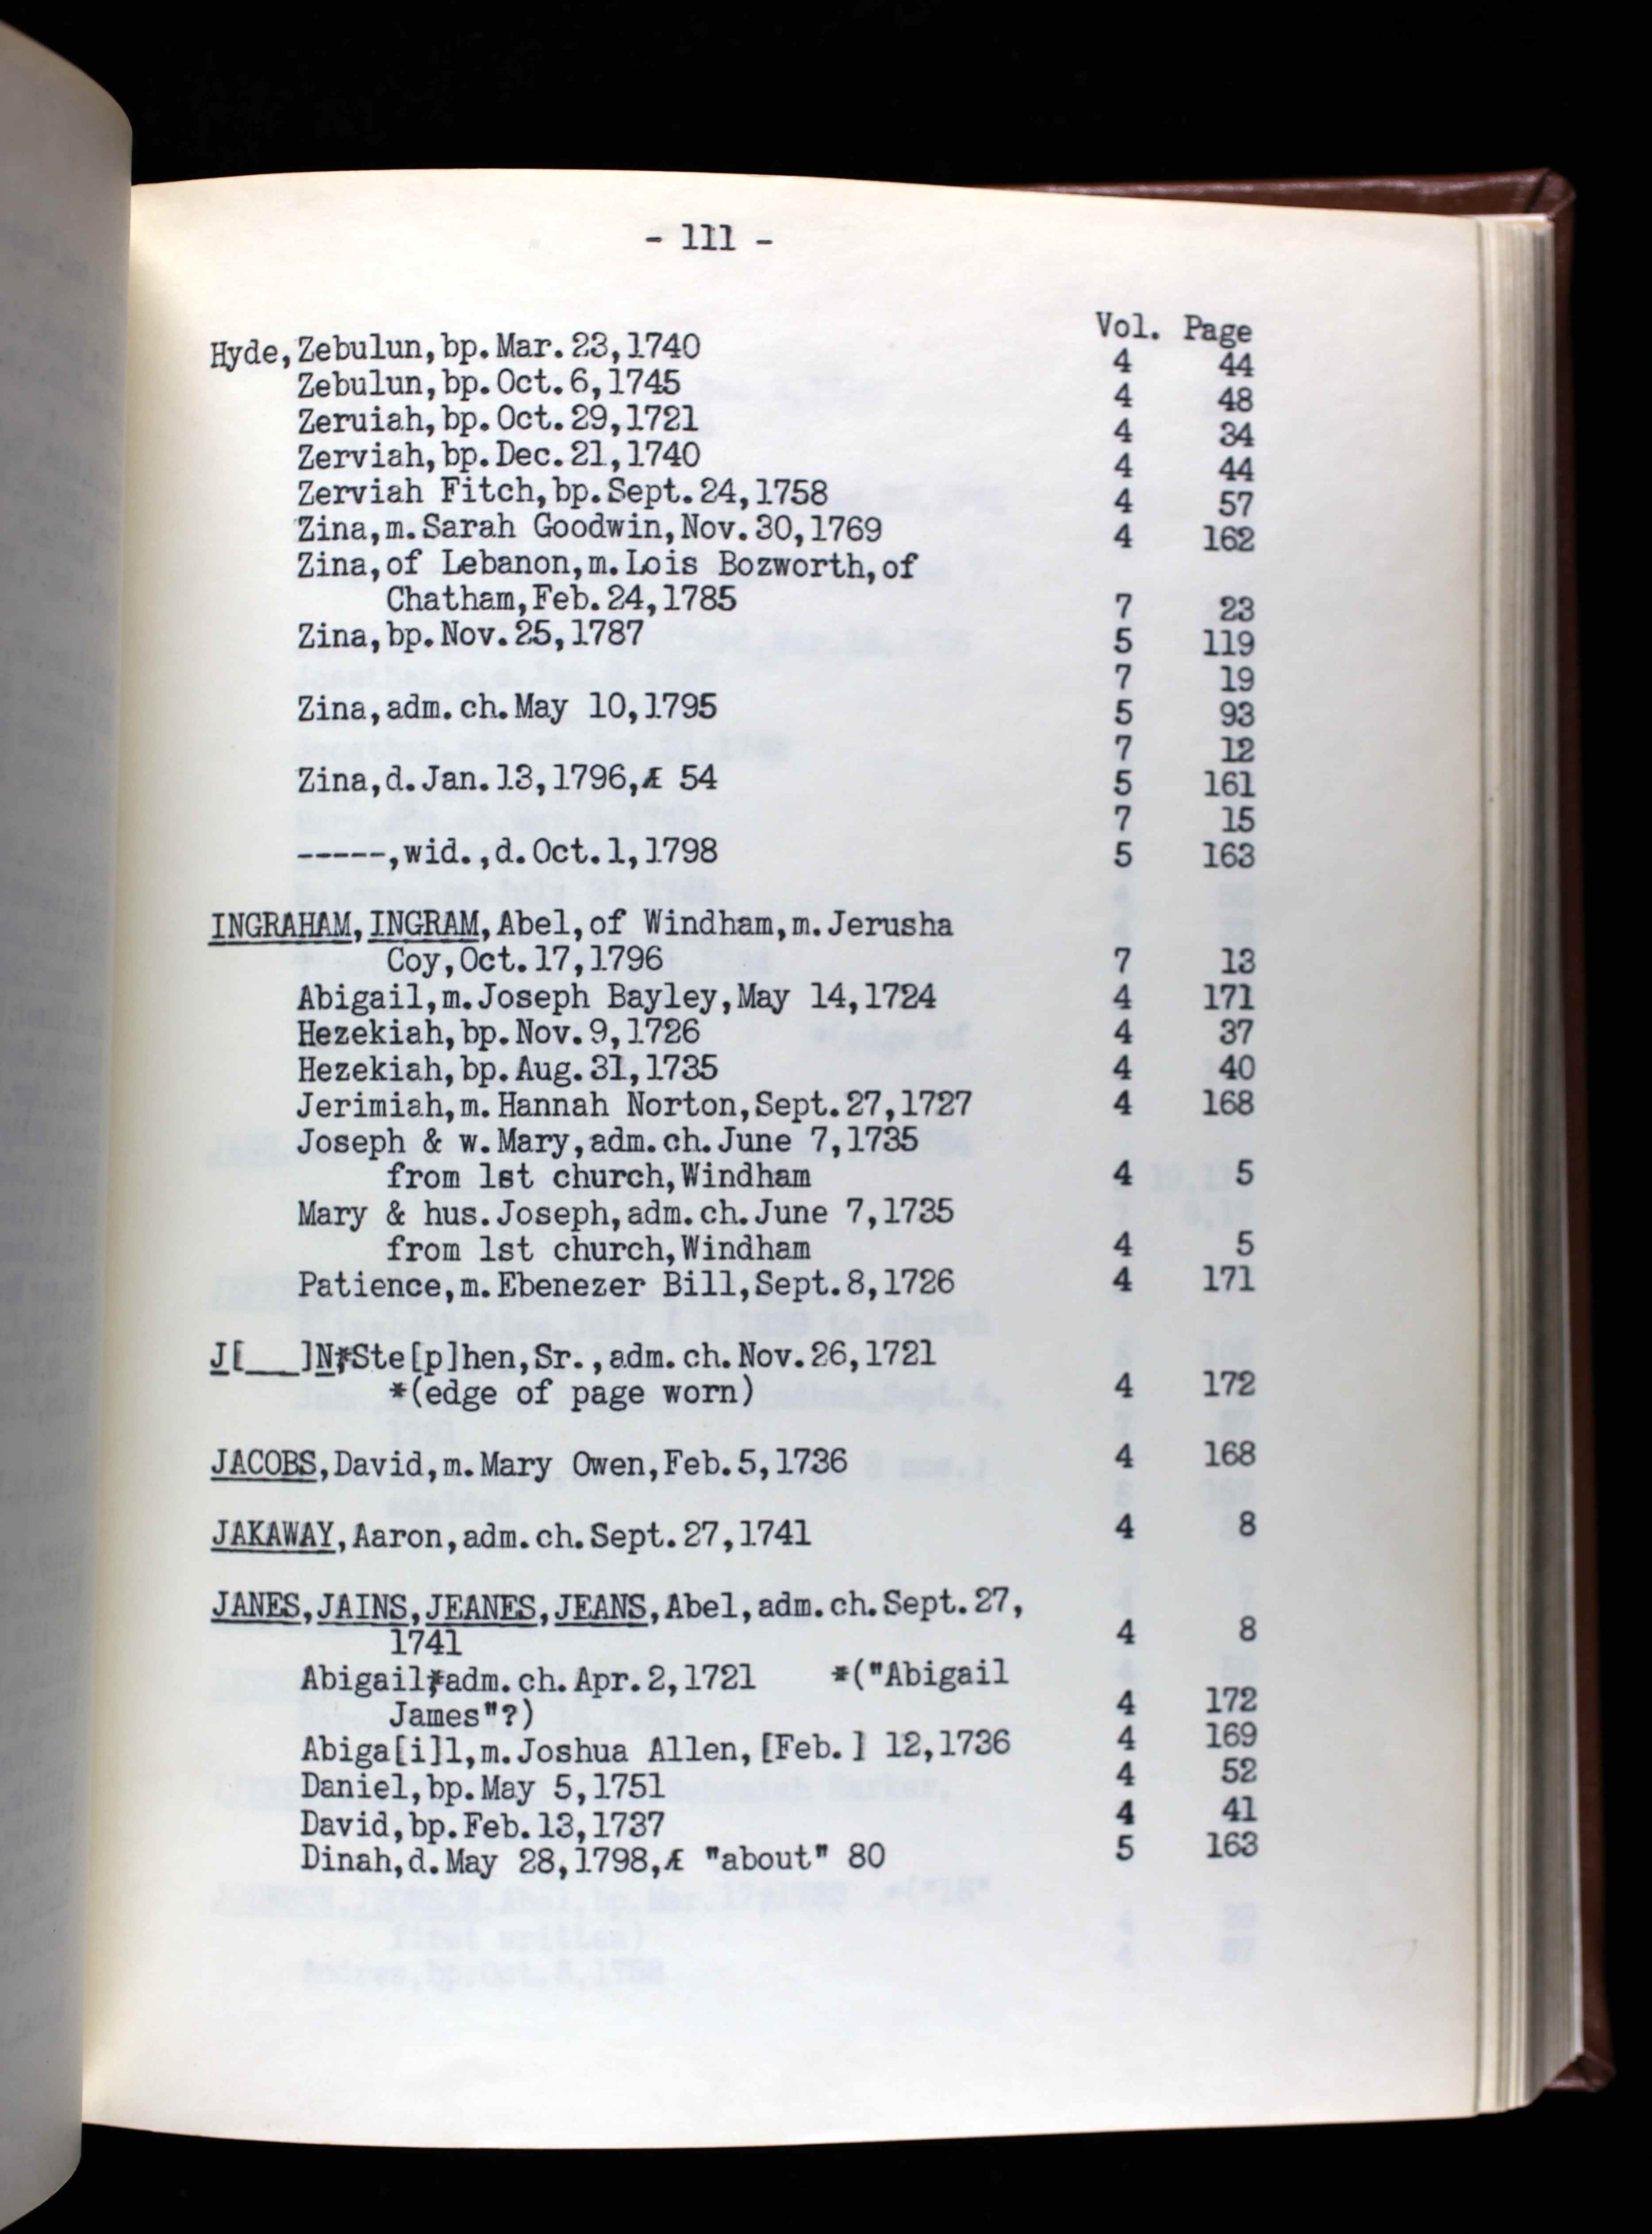 - 111 -
Vol. Page
Hyde, Zebulun, bp. Mar. 23, 1740 4 44
Zebulun, bp. Oct. 6, 1745 4 48
Zeruiah, bp. Oct. 29, 1721 4 34
Zerviah, bp. Dec. 21, 1740 4 44
Zerviah Fitch, bp. Sept. 24, 1758 4 57
Zina, m. Sarah Goodwin, Nov. 30, 1769 4 162
Zina, of Lebanon, m. Lois Bozworth, of
Chatham, Feb. 24, 1785 7 23
Zina, bp. Nov. 25, 1787 5 119
7 19
Zina, adm. ch. May 10, 1795 5 93
7 12
Zina, d. Jan. 13, 1796, Æ 54 5 161
7 15
-----, wid., d. Oct. 1, 1798 5 163
INGRAHAM, INGRAM, Abel, of Windham, m. Jerusha
Coy, Oct. 17, 1796 7 13
Abigail, m. Joseph Bayley, May 14, 1724 4 171
Hezekiah, bp. Nov. 9, 1726 4 37
Hezekiah, bp. Aug. 31, 1735 4 40
Jerimiah, m. Hannah Norton, Sept. 27, 1727 4 168
Joseph & w. Mary, adm. ch. June 7, 1735
from 1st church, Windham 4 5
Mary & hus. Joseph, adm. ch. June 7, 1735
from 1st church, Windham 4 5
Patience, m. Ebenezer Bill, Sept. 8, 1726 4 171
J[___]N,* Ste[p]hen, Sr., adm. ch. Nov. 26, 1721
*(edge of page worn) 4 172
JACOBS, David, m. Mary Owen, Feb. 5, 1736 4 168
JAKAWAY, Aaron, adm. ch. Sept. 27, 1741 4 8
JANES, JAINS, JEANES, JEANS, Abel, adm. ch. Sept. 27,
1741 4 8
Abigail,* adm. ch. Apr. 2, 1721 *("Abigail
James"?) 4 172
Abiga[i]l, m. Joshua Allen, [Feb.] 12, 1736 4 169
Daniel, bp. May 5, 1751 4 52
David, bp. Feb. 13, 1737 4 41
Dinah, d. May 28, 1798, Æ "about" 80 5 163